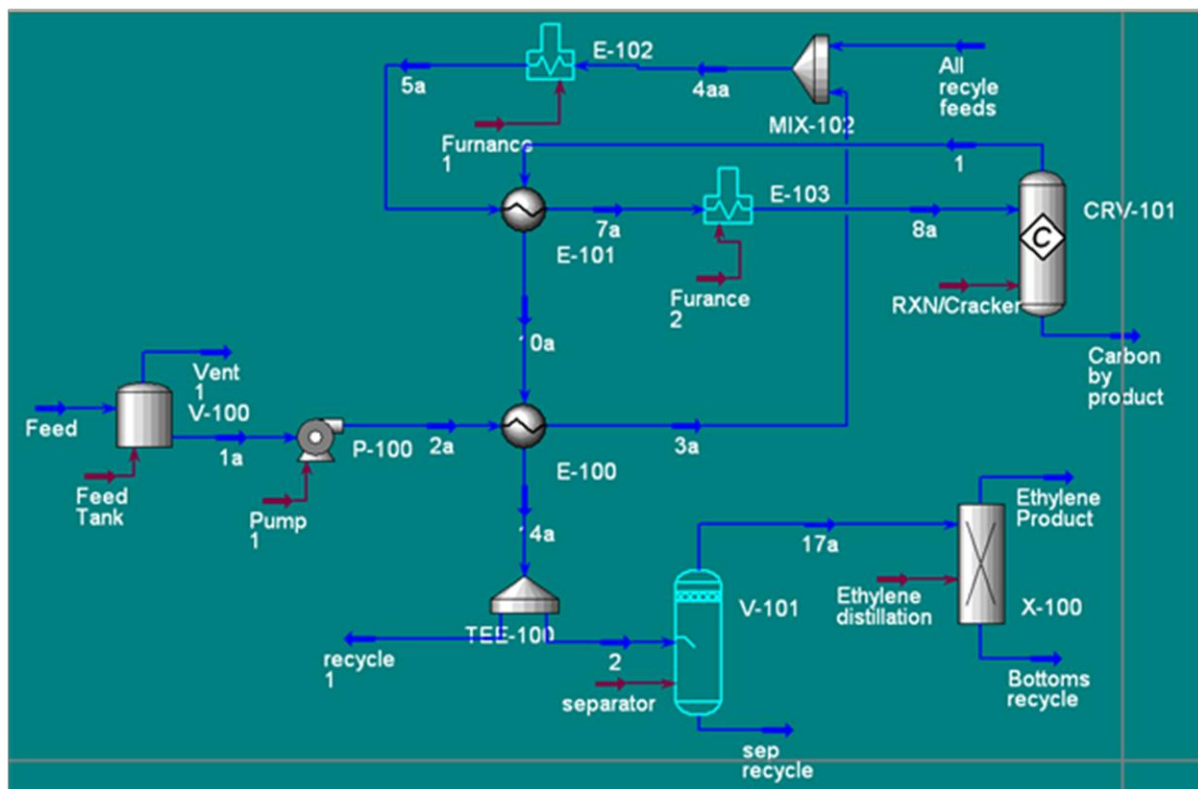 E-102
5a
4aa
All
recyle
feeds
MIX-102
Furnance
1
1
E-103
CRV-101
7a
8a
C
E-101
Furance
2
RXN/Cracker
10a
Carbon
by
product
Vent
1
V-100
Feed
1a
P-100
2a
3a
E-100
Feed
Tank
Pump
1
14a
Ethylene
Product
17a
V-101
Ethylene
distillation
X-100
TEE-100
recycle
1
2
separator
Bottoms
recycle
sep
recycle